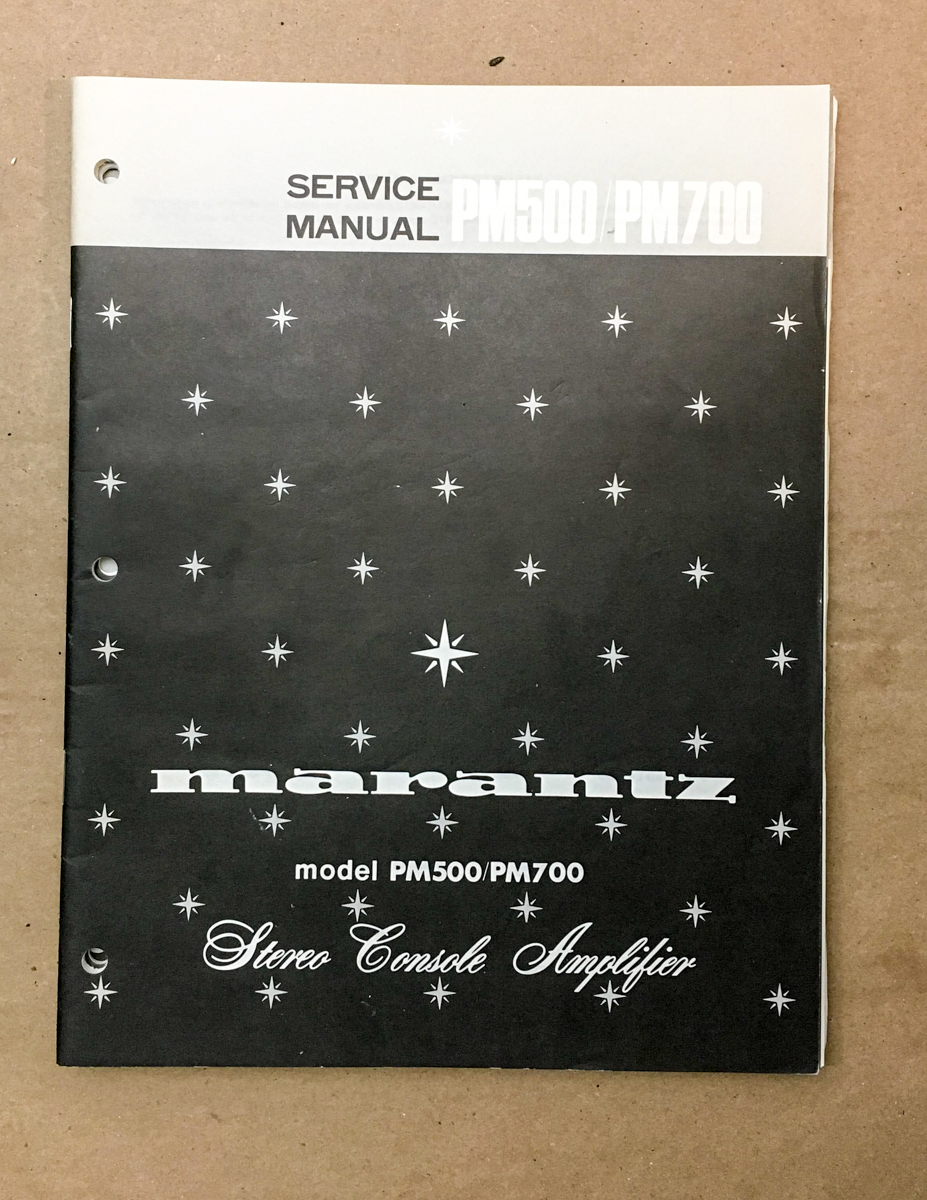 SERVICE
MANUAL PM500/PM700
marantz
model PM500/PM700
Stereo Console Amplifier